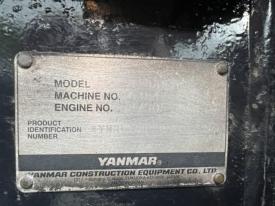 MODEL
MACHINE NO.
ENGINE NO.
PRODUCT
IDENTIFICATION
NUMBER
YANMAR®
YANMAR CONSTRUCTION EQUIPMENT CO., LTD.